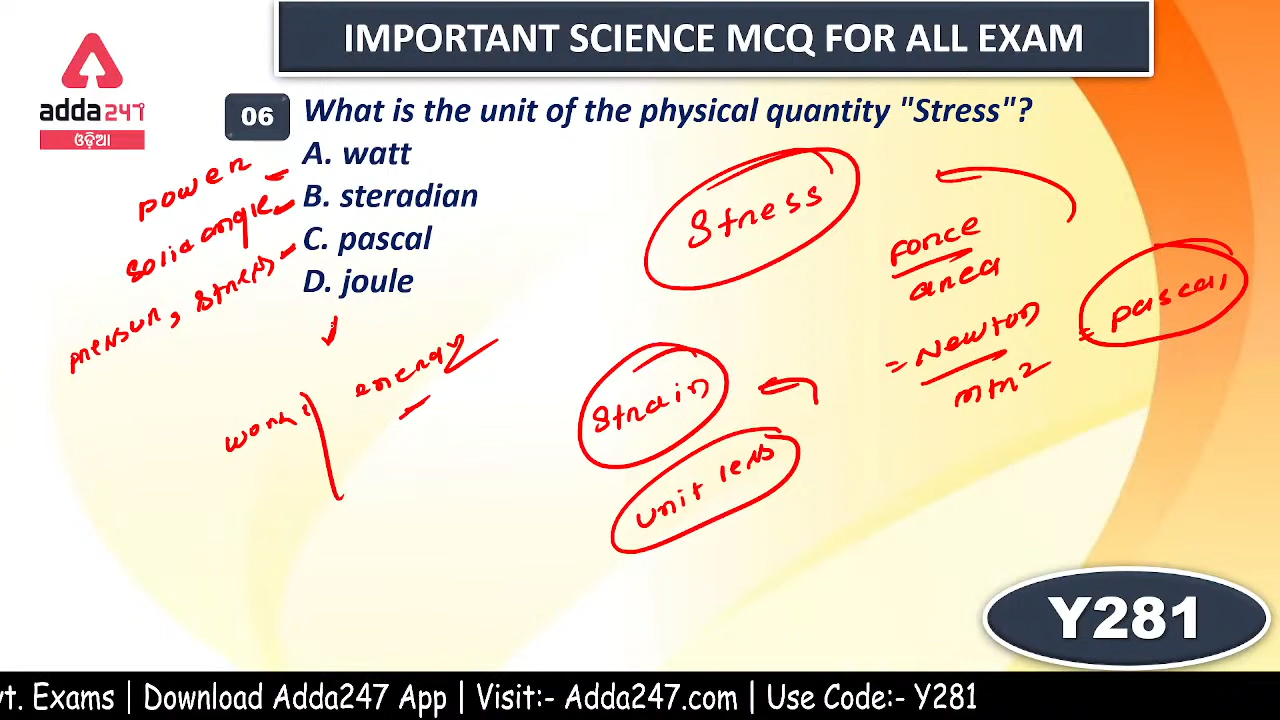 IMPORTANT SCIENCE MCQ FOR ALL EXAM
adda247
ଓଡ଼ିଆ
06 What is the unit of the physical quantity "Stress"?
A. watt
B. steradian
C. pascal
D. joule
power
solid angle
pressur, stress
work
energy
Stress
force
area
= Newton
mtr2
= pascal
Strain
unit less
Y281
vt. Exams | Download Adda247 App | Visit:- Adda247.com | Use Code:- Y281